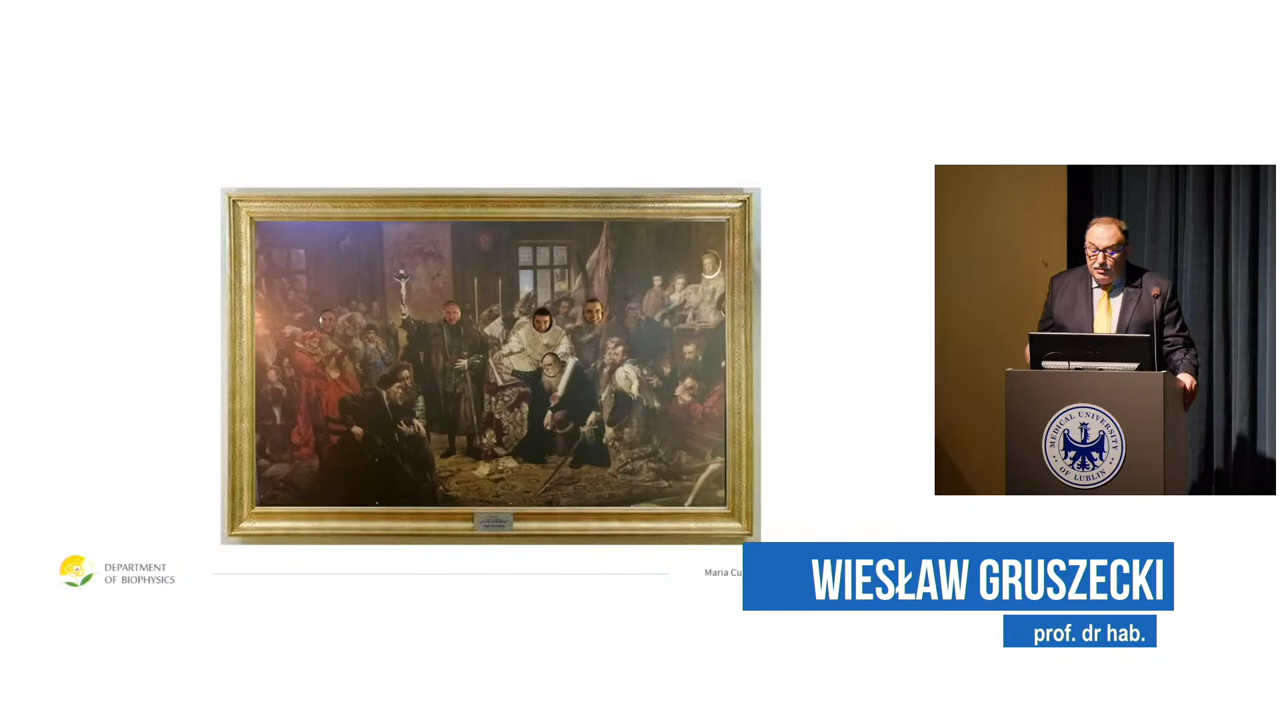 DEPARTMENT
OF BIOPHYSICS
Maria Cu
MEDICAL UNIVERSITY
OF LUBLIN
WIESŁAW GRUSZECKI
prof. dr hab.